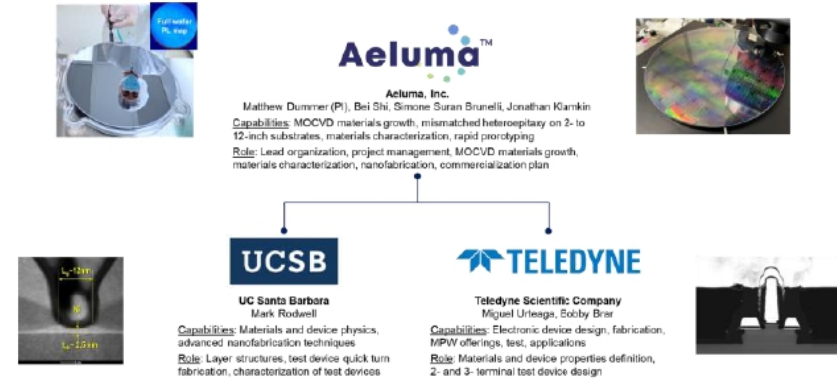 Full wafer
PL map
Aeluma™
Aeluma, Inc.
Matthew Dummer (PI), Bei Shi, Simone Suran Brunelli, Jonathan Klamkin
Capabilities: MOCVD materials growth, mismatched heteroepitaxy on 2- to
12-inch substrates, materials characterization, rapid prorotyping
Role: Lead organization, project management, MOCVD materials growth,
materials characterization, nanofabrication, commercialization plan
UCSB
UC Santa Barbara
Mark Rodwell
Capabilities: Materials and device physics,
advanced nanofabrication techniques
Role: Layer structures, test device quick turn
fabrication, characterization of test devices
TELEDYNE
Teledyne Scientific Company
Miguel Urteaga, Bobby Brar
Capabilities: Electronic device design, fabrication,
MPW offerings, test, applications
Role: Materials and device properties definition,
2- and 3- terminal test device design